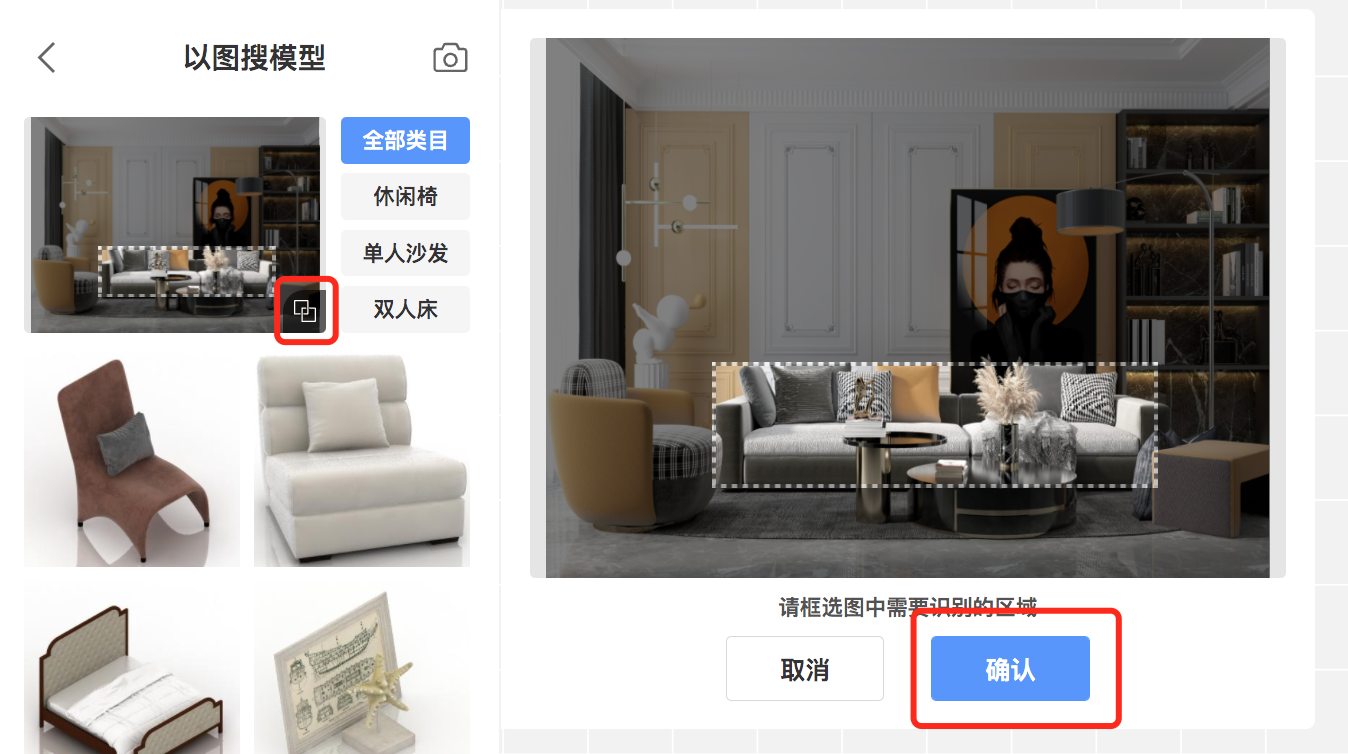 以图搜模型
全部类目
休闲椅
单人沙发
双人床
请框选图中需要识别的区域
取消
确认